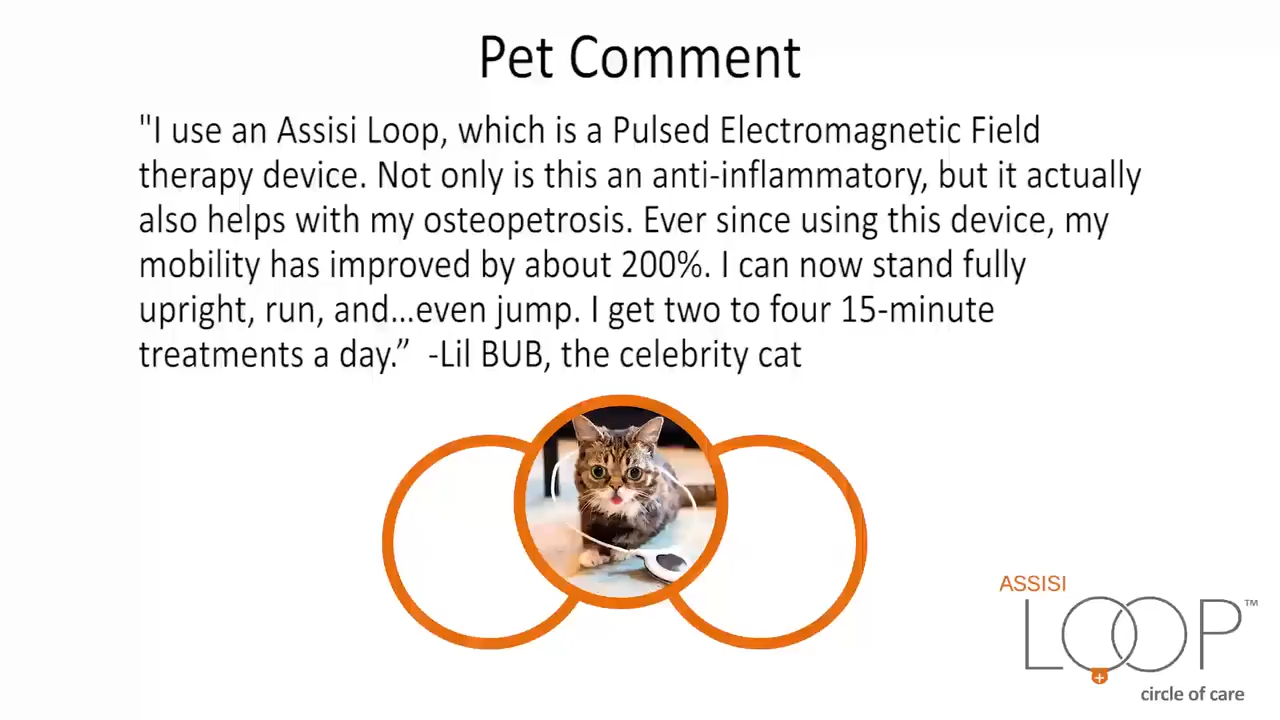 Pet Comment
"I use an Assisi Loop, which is a Pulsed Electromagnetic Field
therapy device. Not only is this an anti-inflammatory, but it actually
also helps with my osteopetrosis. Ever since using this device, my
mobility has improved by about 200%. I can now stand fully
upright, run, and...even jump. I get two to four 15-minute
treatments a day.” -Lil BUB, the celebrity cat
ASSISI
LOOP™
circle of care